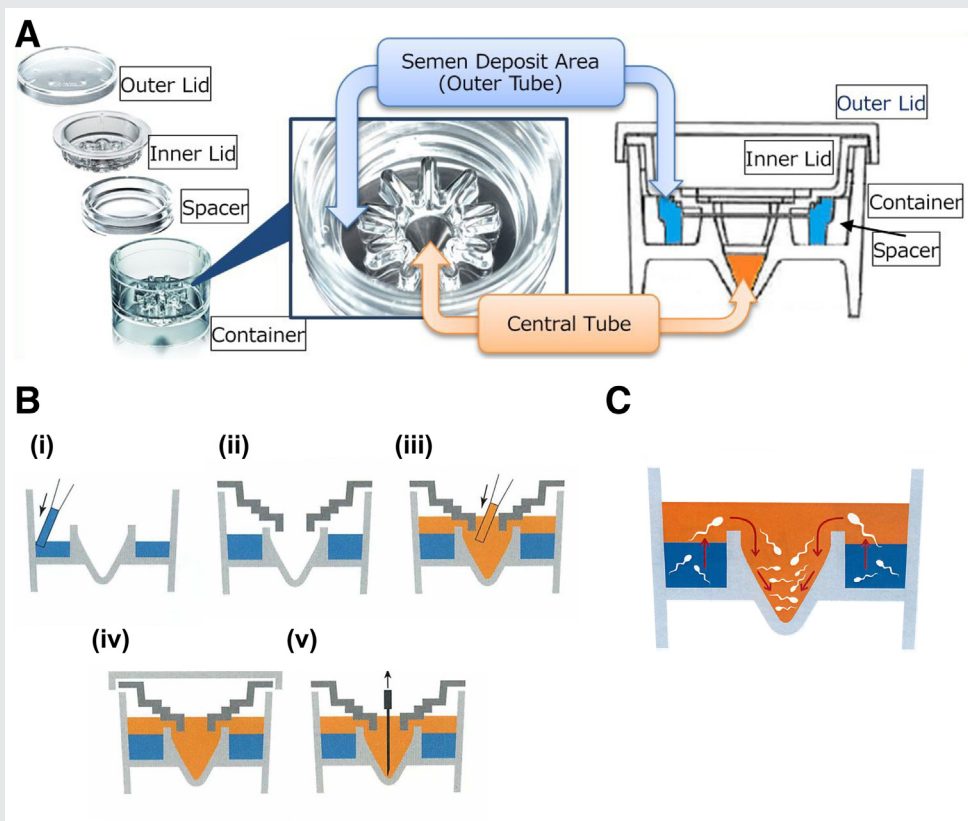 A
Outer Lid
Inner Lid
Spacer
Container
Semen Deposit Area
(Outer Tube)
Central Tube
Outer Lid
Inner Lid
Container
Spacer
B
(i)
(ii)
(iii)
(iv)
(v)
C